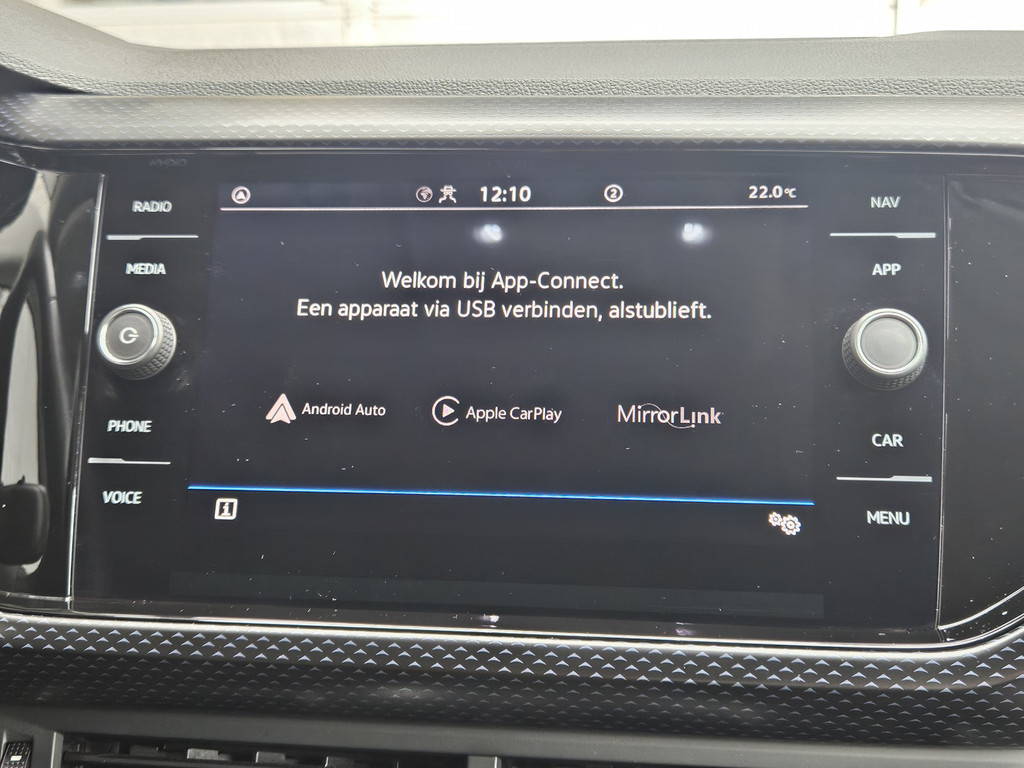 RADIO
MEDIA
PHONE
VOICE
12:10
2
22.0°C
Welkom bij App-Connect.
Een apparaat via USB verbinden, alstublieft.
Android Auto
Apple CarPlay
MirrorLink
i
NAV
APP
CAR
MENU